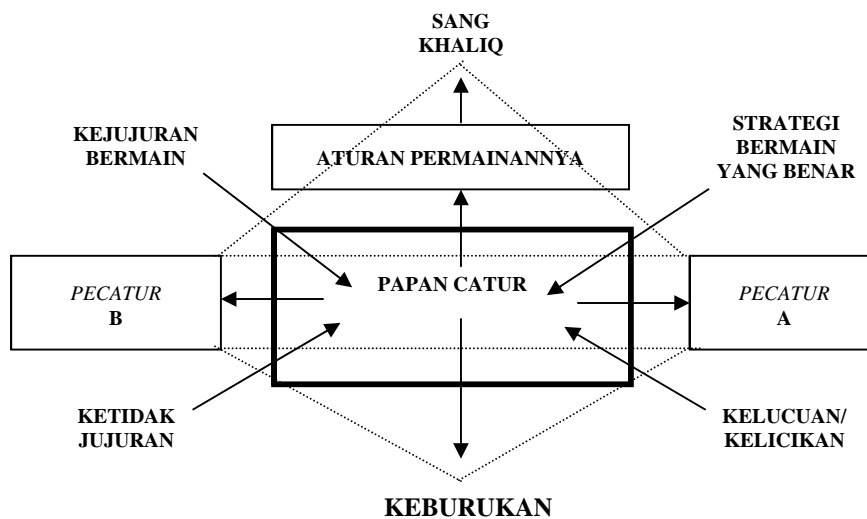 SANG
KHALIQ
KEJUJURAN
BERMAIN
ATURAN PERMAINANNYA
STRATEGI
BERMAIN
YANG BENAR
PECATUR
B
PAPAN CATUR
PECATUR
A
KETIDAK
JUJURAN
KELUCUAN/
KELICIKAN
KEBURUKAN